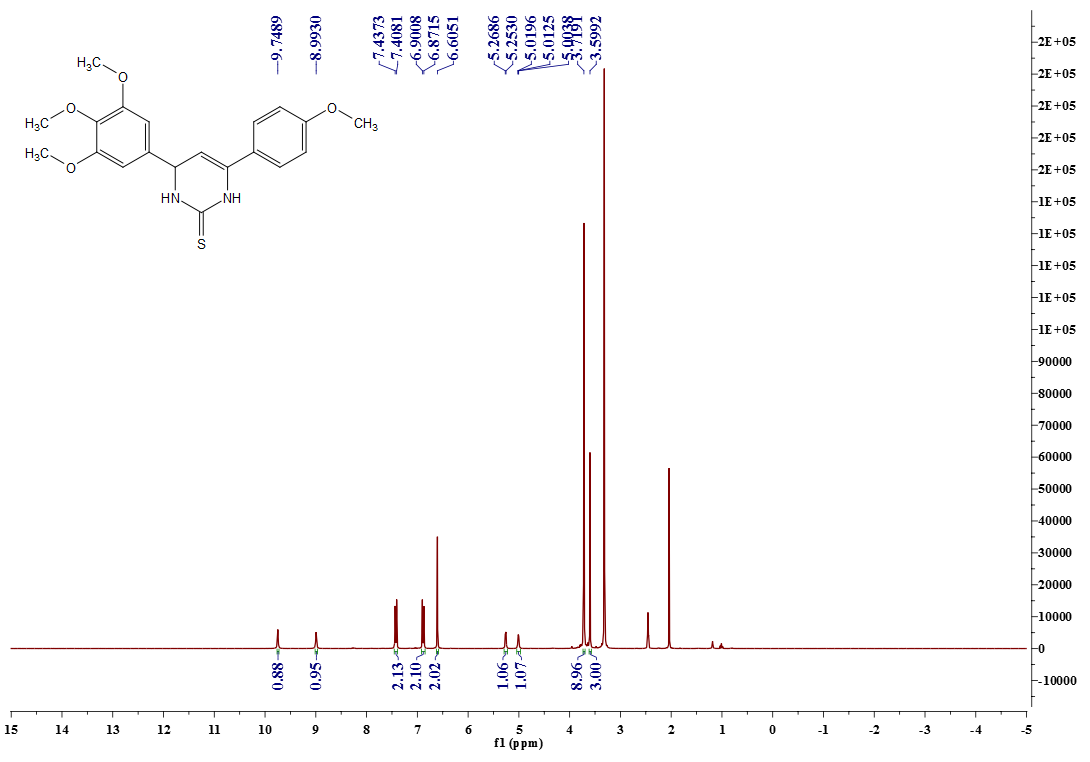 9.7489
8.9930
7.4373
7.4081
6.9008
6.8715
6.6051
5.2686
5.2530
5.0196
5.0125
5.0038
3.7191
3.5992
H₃C
O
H₃C
O
O
CH₃
H₃C
O
HN
NH
S
2E+05
2E+05
2E+05
2E+05
2E+05
1E+05
1E+05
1E+05
1E+05
1E+05
90000
80000
70000
60000
50000
40000
30000
20000
10000
0
-10000
0.88
0.95
2.13
2.10
2.02
1.06
1.07
8.96
3.00
15 14 13 12 11 10 9 8 7 6 5 4 3 2 1 0 -1 -2 -3 -4 -5
f1 (ppm)